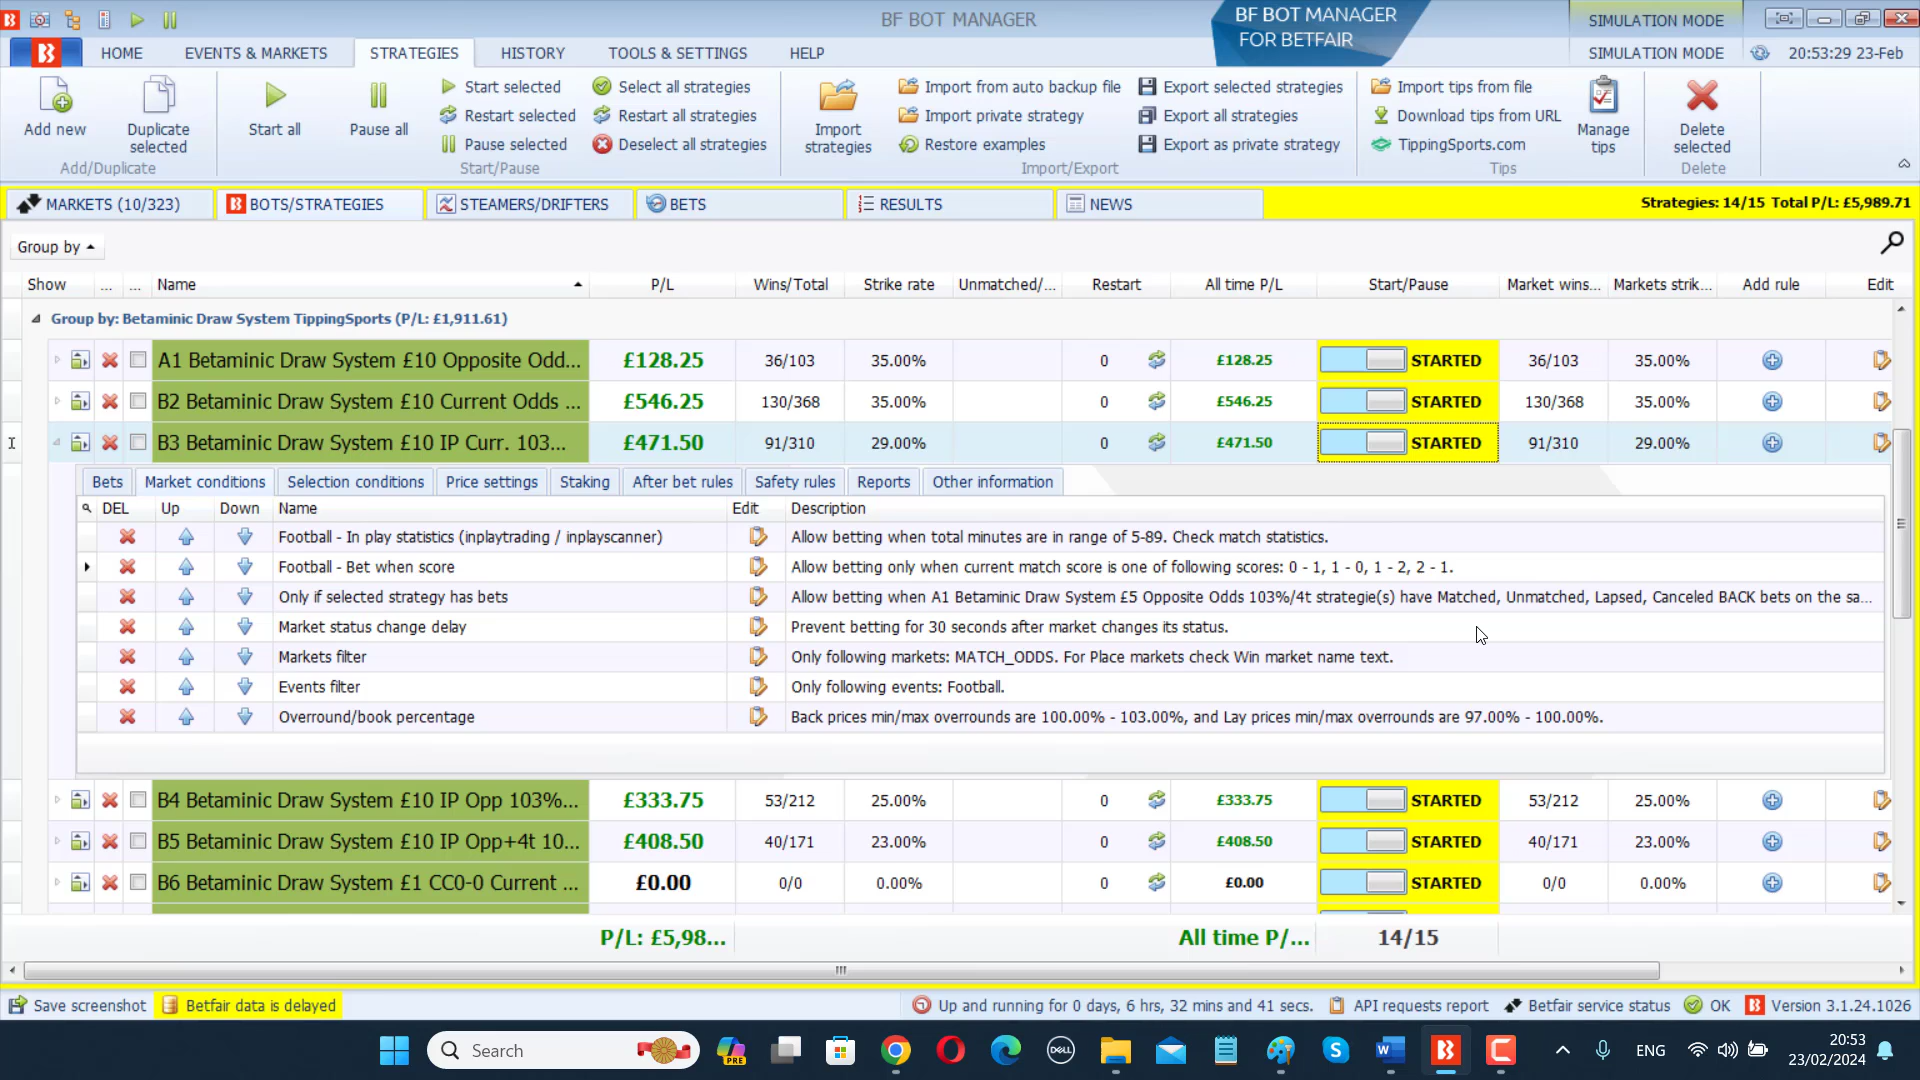 BF BOT MANAGER
BF BOT MANAGER
FOR BETFAIR
SIMULATION MODE
HOME EVENTS & MARKETS STRATEGIES HISTORY TOOLS & SETTINGS HELP
SIMULATION MODE 20:53:29 23-Feb
Add new
Duplicate selected
Add/Duplicate
Start all
Pause all
Start selected
Restart selected
Pause selected
Select all strategies
Restart all strategies
Deselect all strategies
Start/Pause
Import strategies
Import from auto backup file
Import private strategy
Restore examples
Export selected strategies
Export all strategies
Export as private strategy
Import/Export
Import tips from file
Download tips from URL
TippingSports.com
Manage tips
Tips
Delete selected
Delete
MARKETS (10/323) BOTS/STRATEGIES STEAMERS/DRIFTERS BETS RESULTS NEWS
Strategies: 14/15 Total P/L: £5,989.71
Group by
Show ... ... Name P/L Wins/Total Strike rate Unmatched/... Restart All time P/L Start/Pause Market wins... Markets strik... Add rule Edit
Group by: Betaminic Draw System TippingSports (P/L: £1,911.61)
A1 Betaminic Draw System £10 Opposite Odd... £128.25 36/103 35.00% 0 £128.25 STARTED 36/103 35.00%
B2 Betaminic Draw System £10 Current Odds ... £546.25 130/368 35.00% 0 £546.25 STARTED 130/368 35.00%
B3 Betaminic Draw System £10 IP Curr. 103... £471.50 91/310 29.00% 0 £471.50 STARTED 91/310 29.00%
Bets Market conditions Selection conditions Price settings Staking After bet rules Safety rules Reports Other information
DEL Up Down Name Edit Description
Football - In play statistics (inplaytrading / inplayscanner) Allow betting when total minutes are in range of 5-89. Check match statistics.
Football - Bet when score Allow betting only when current match score is one of following scores: 0 - 1, 1 - 0, 1 - 2, 2 - 1.
Only if selected strategy has bets Allow betting when A1 Betaminic Draw System £5 Opposite Odds 103%/4t strategie(s) have Matched, Unmatched, Lapsed, Canceled BACK bets on the sa...
Market status change delay Prevent betting for 30 seconds after market changes its status.
Markets filter Only following markets: MATCH_ODDS. For Place markets check Win market name text.
Events filter Only following events: Football.
Overround/book percentage Back prices min/max overrounds are 100.00% - 103.00%, and Lay prices min/max overrounds are 97.00% - 100.00%.
B4 Betaminic Draw System £10 IP Opp 103%... £333.75 53/212 25.00% 0 £333.75 STARTED 53/212 25.00%
B5 Betaminic Draw System £10 IP Opp+4t 10... £408.50 40/171 23.00% 0 £408.50 STARTED 40/171 23.00%
B6 Betaminic Draw System £1 CC0-0 Current ... £0.00 0/0 0.00% 0 £0.00 STARTED 0/0 0.00%
P/L: £5,98... All time P/... 14/15
Save screenshot Betfair data is delayed Up and running for 0 days, 6 hrs, 32 mins and 41 secs. API requests report Betfair service status OK Version 3.1.24.1026
Search PRE DELL ENG 20:53
23/02/2024